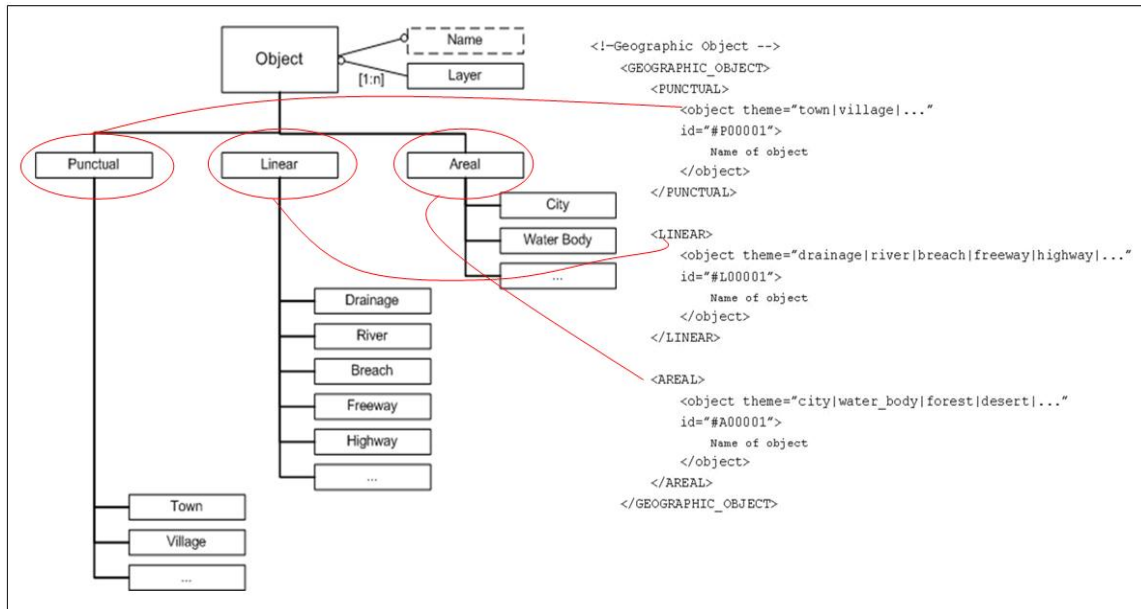 Object
Name
Layer
[1:n]
Punctual
Linear
Areal
City
Water Body
...
Drainage
River
Breach
Freeway
Highway
...
Town
Village
...
<!—Geographic Object -->
<GEOGRAPHIC_OBJECT>
<PUNCTUAL>
<object theme=”town|village|...”
id=”#P00001”>
Name of object
</object>
</PUNCTUAL>
<LINEAR>
<object theme=”drainage|river|breach|freeway|highway|...”
id=”#L00001”>
Name of object
</object>
</LINEAR>
<AREAL>
<object theme=”city|water_body|forest|desert|...”
id=”#A00001”>
Name of object
</object>
</AREAL>
</GEOGRAPHIC_OBJECT>